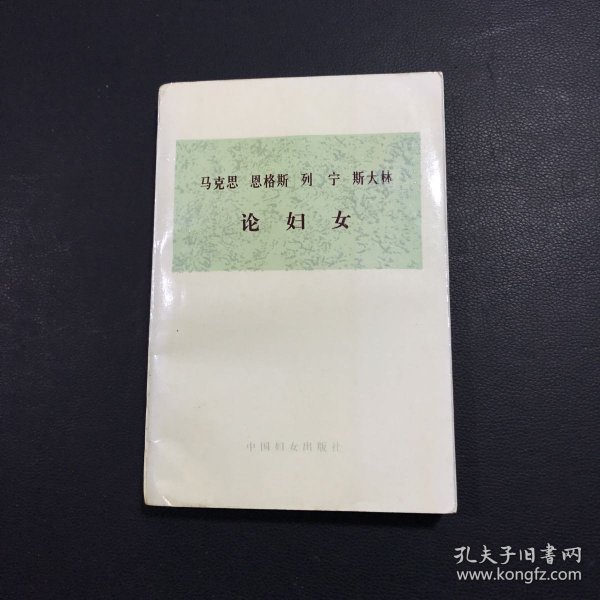 马克思 恩格斯 列 宁 斯大林
论妇女
中国妇女出版社
孔夫子旧书网
www.kongfz.com